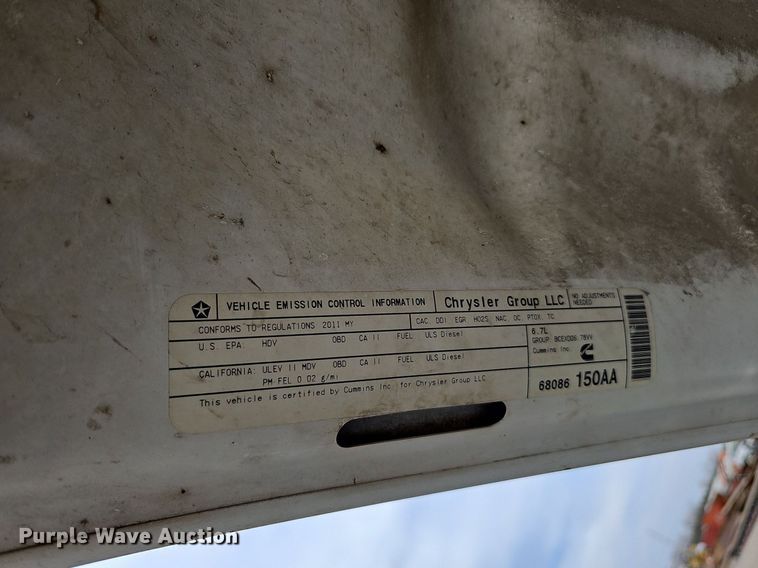 VEHICLE EMISSION CONTROL INFORMATION Chrysler Group LLC NO ADJUSTMENTS NEEDED
CONFORMS TO REGULATIONS: 2011 MY CAC, DDI, EGR, HO2S, NAC, OC, PTOX, TC
U.S. EPA: HDV OBD: CA II FUEL: ULS Diesel
CALIFORNIA: ULEV II MDV OBD: CA II FUEL: ULS Diesel
PM FEL 0.02 g/mi
This vehicle is certified by Cummins Inc. for Chrysler Group LLC
6.7L
GROUP:
Cummins Inc.
68086 150AA
Purple Wave Auction